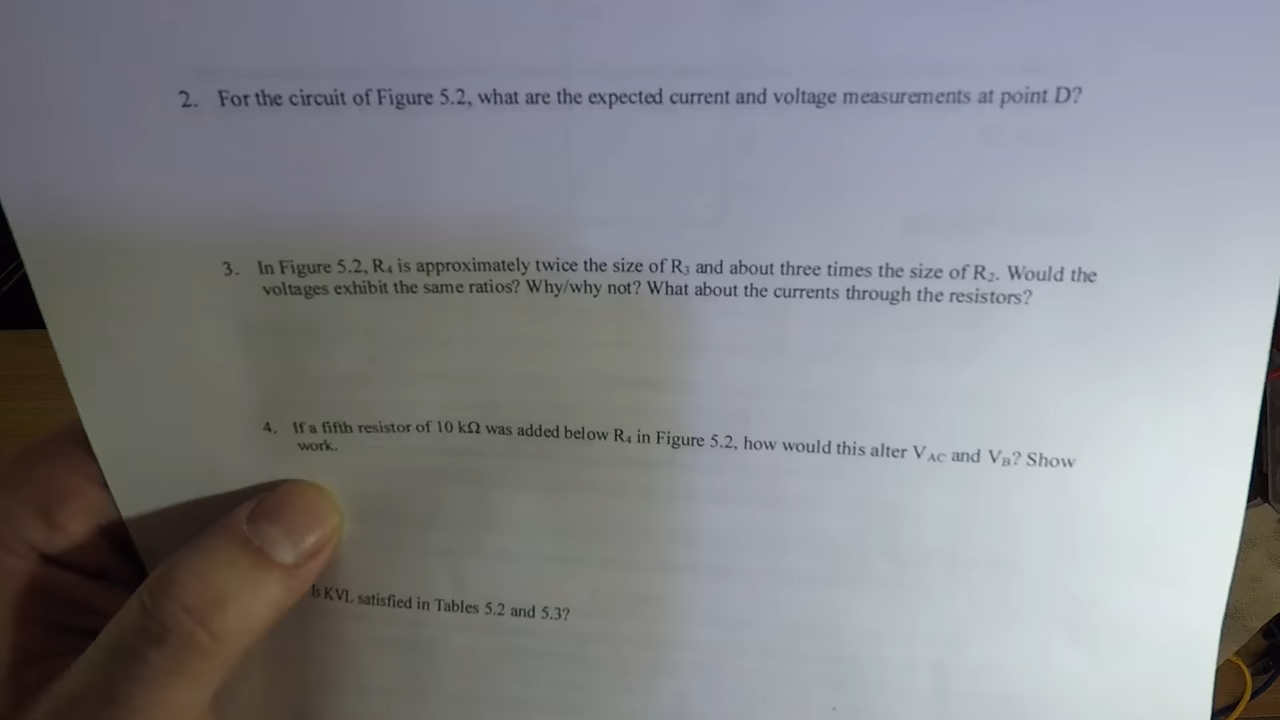 2. For the circuit of Figure 5.2, what are the expected current and voltage measurements at point D?
3. In Figure 5.2, R₄ is approximately twice the size of R₃ and about three times the size of R₂. Would the
voltages exhibit the same ratios? Why/why not? What about the currents through the resistors?
4. If a fifth resistor of 10 kΩ was added below R₄ in Figure 5.2, how would this alter V_AC and V_B? Show
work.
Is KVL satisfied in Tables 5.2 and 5.3?